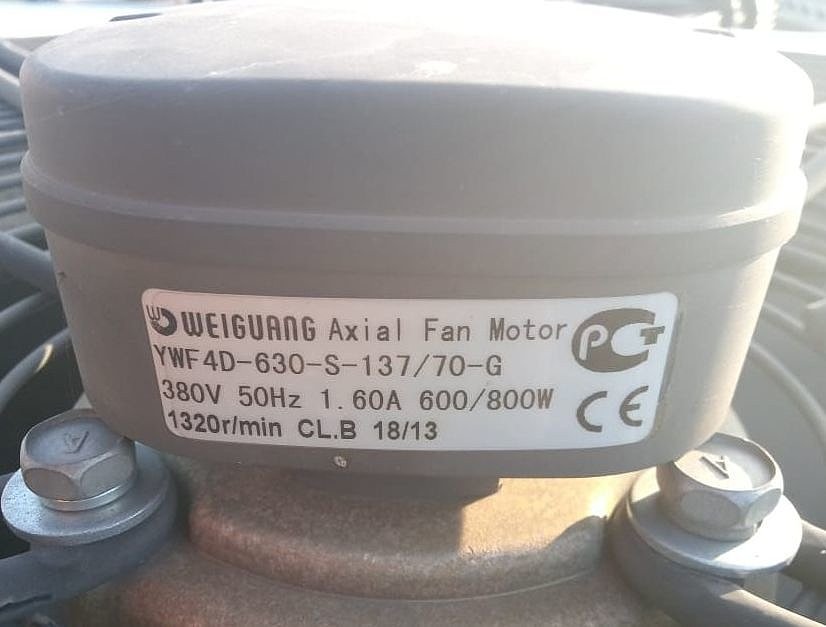 WEIGUANG Axial Fan Motor
YWF4D-630-S-137/70-G
380V 50Hz 1.60A 600/800W
1320r/min CL.B 18/13
PCT
CE
A
A